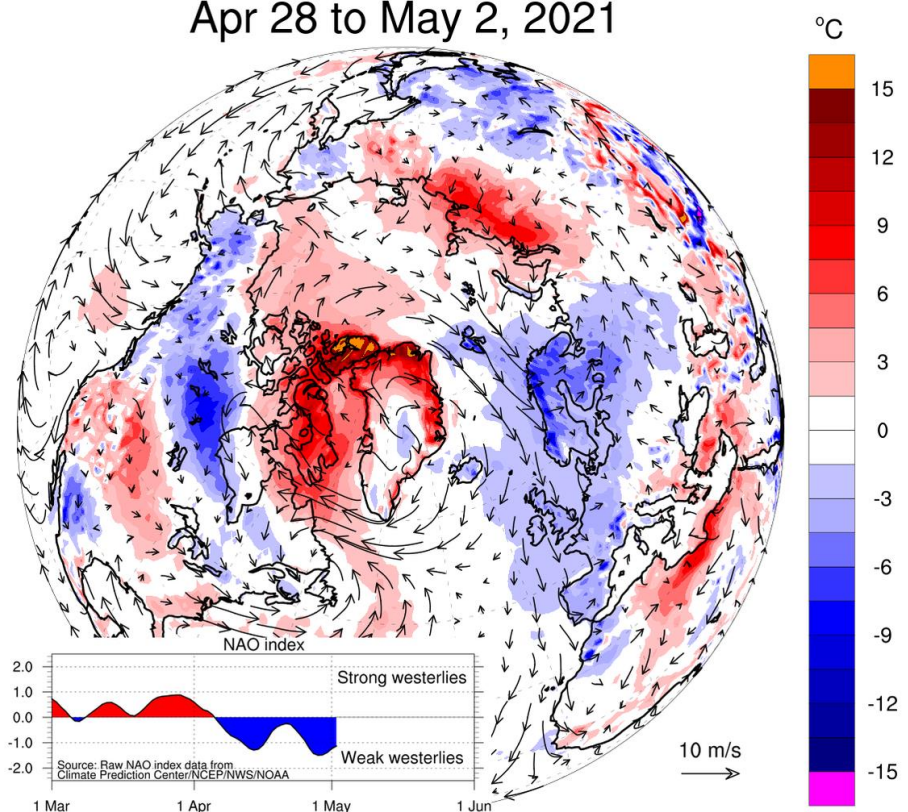 Apr 28 to May 2, 2021
°C
15
12
9
6
3
0
-3
-6
-9
-12
-15
10 m/s
NAO index
2.0
1.0
0.0
-1.0
-2.0
Strong westerlies
Weak westerlies
Source: Raw NAO index data from
Climate Prediction Center/NCEP/NWS/NOAA
1 Mar
1 Apr
1 May
1 Jun